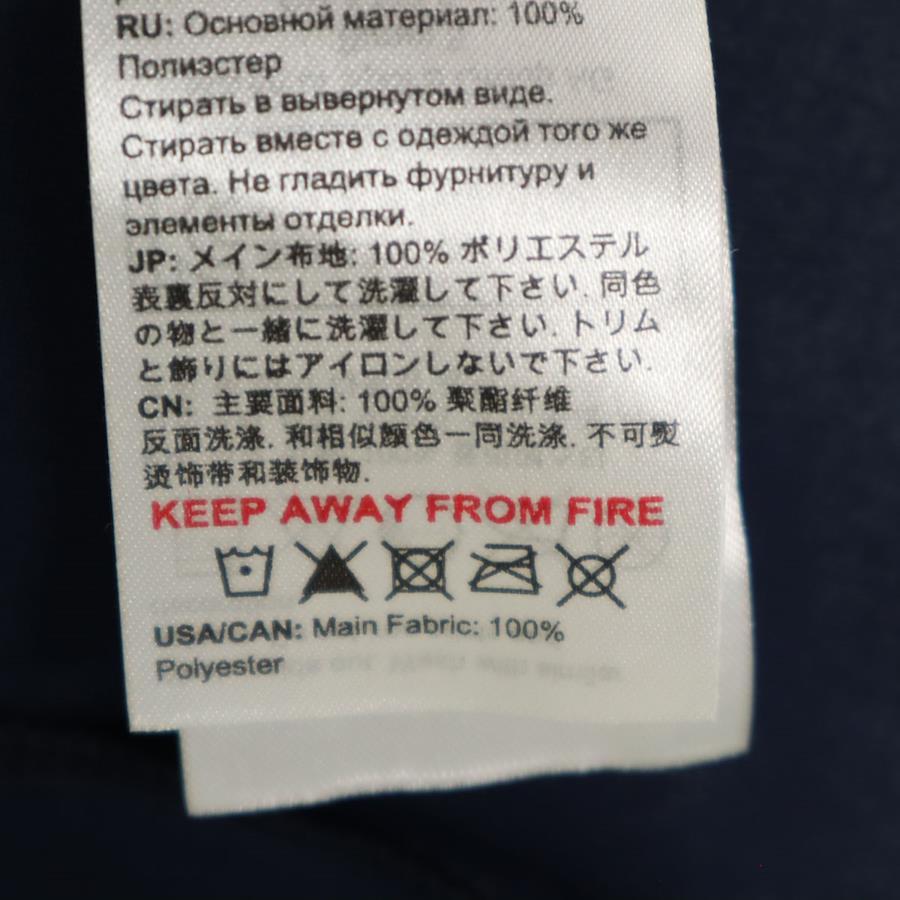 RU: Основной материал: 100%
Полиэстер
Стирать в вывернутом виде.
Стирать вместе с одеждой того же
цвета. Не гладить фурнитуру и
элементы отделки.
JP: メイン布地: 100% ポリエステル
表裏反対にして洗濯して下さい. 同色
の物と一緒に洗濯して下さい. トリム
と飾りにはアイロンしないで下さい.
CN: 主要面料: 100% 聚酯纤维
反面洗涤. 和相似颜色一同洗涤. 不可熨
烫饰带和装饰物.
KEEP AWAY FROM FIRE
USA/CAN: Main Fabric: 100%
Polyester